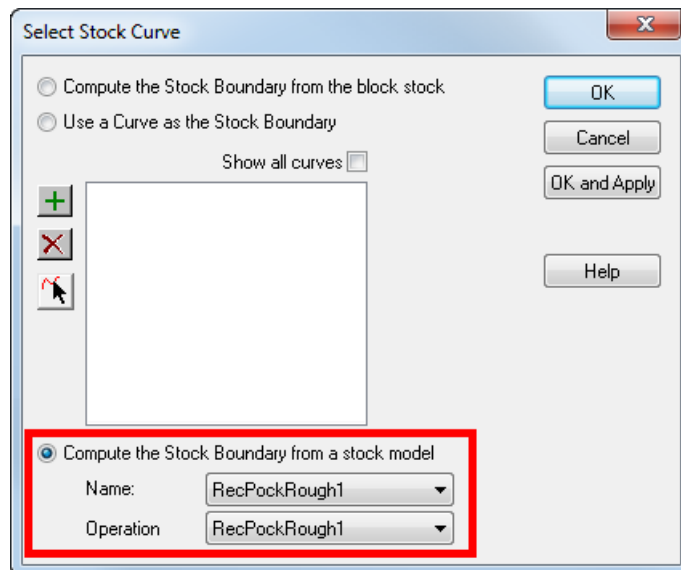 Select Stock Curve
Compute the Stock Boundary from the block stock
Use a Curve as the Stock Boundary
Show all curves
OK
Cancel
OK and Apply
Help
Compute the Stock Boundary from a stock model
Name: RecPockRough1
Operation RecPockRough1